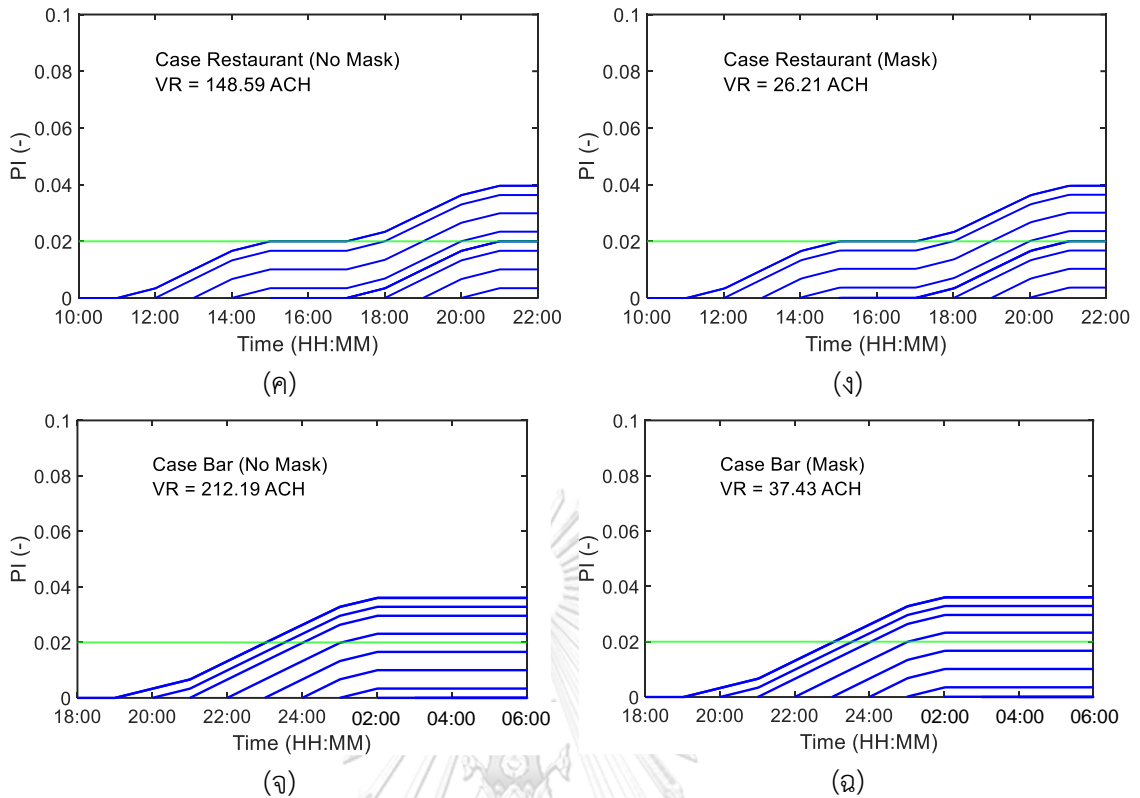 0.1
0.08
0.06
0.04
0.02
0
PI (-)
Case Restaurant (No Mask)
VR = 148.59 ACH
10:00 12:00 14:00 16:00 18:00 20:00 22:00
Time (HH:MM)
(ค)
0.1
0.08
0.06
0.04
0.02
0
PI (-)
Case Restaurant (Mask)
VR = 26.21 ACH
10:00 12:00 14:00 16:00 18:00 20:00 22:00
Time (HH:MM)
(ง)
0.1
0.08
0.06
0.04
0.02
0
PI (-)
Case Bar (No Mask)
VR = 212.19 ACH
18:00 20:00 22:00 24:00 02:00 04:00 06:00
Time (HH:MM)
(จ)
0.1
0.08
0.06
0.04
0.02
0
PI (-)
Case Bar (Mask)
VR = 37.43 ACH
18:00 20:00 22:00 24:00 02:00 04:00 06:00
Time (HH:MM)
(ฉ)